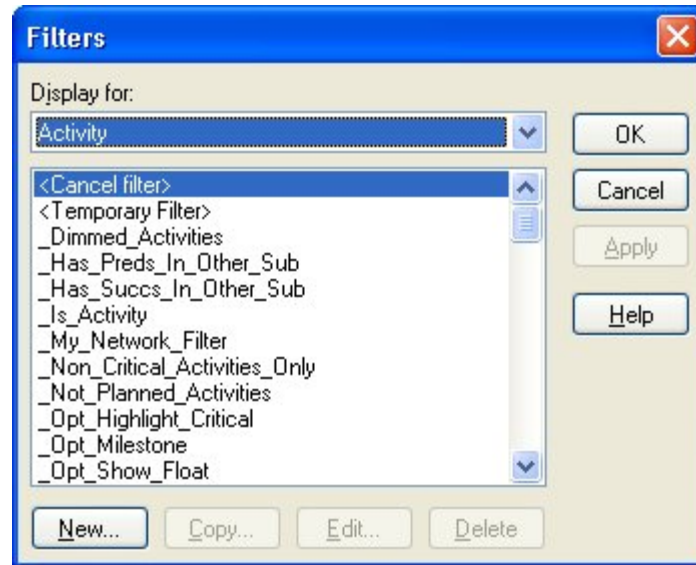 Filters
Display for:
Activity
OK
<Cancel filter>
Cancel
<Temporary Filter>
_Dimmed_Activities
Apply
_Has_Preds_In_Other_Sub
_Has_Succs_In_Other_Sub
_Is_Activity
Help
_My_Network_Filter
_Non_Critical_Activities_Only
_Not_Planned_Activities
_Opt_Highlight_Critical
_Opt_Milestone
_Opt_Show_Float
New... Copy... Edit... Delete